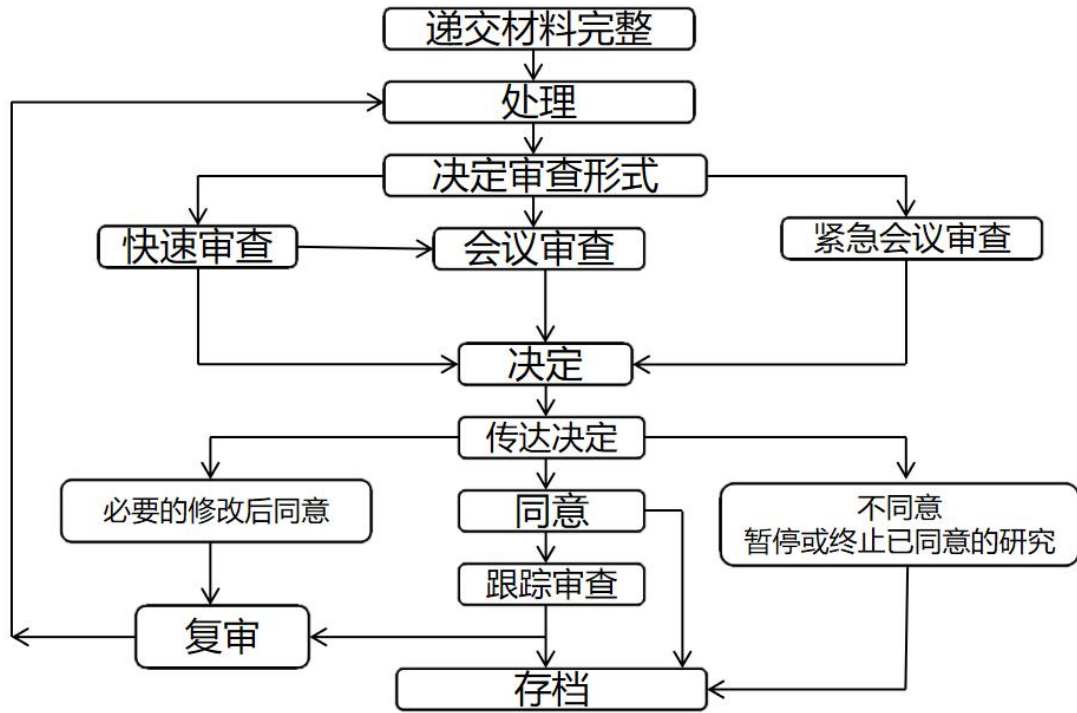 递交材料完整
处理
决定审查形式
快速审查
会议审查
紧急会议审查
决定
传达决定
必要的修改后同意
同意
不同意
暂停或终止已同意的研究
跟踪审查
复审
存档